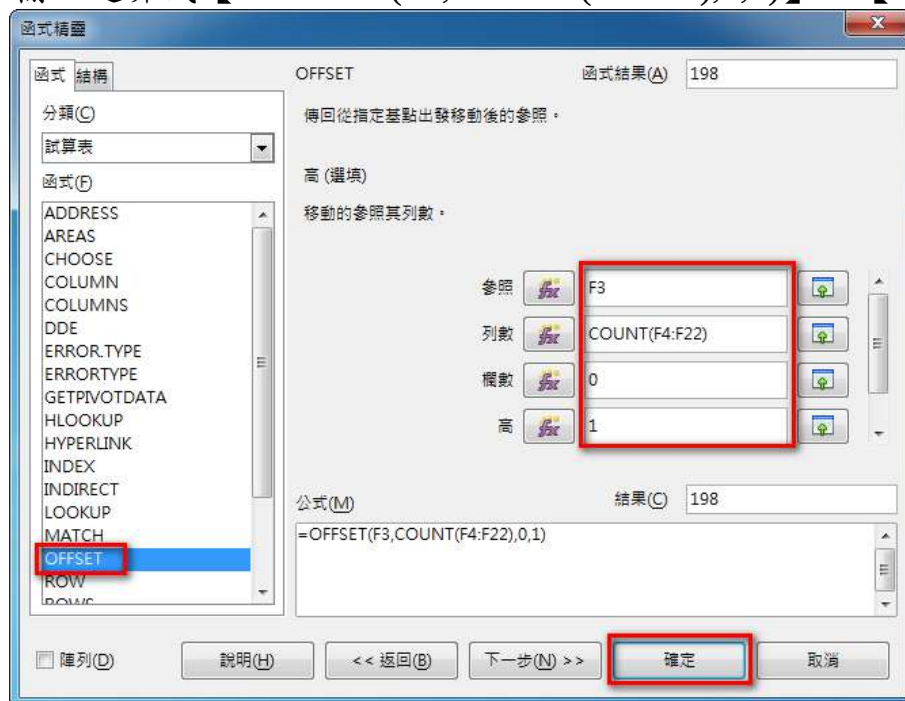 函式精靈
函式 結構
OFFSET
函式結果(A) 198
分類(C)
傳回從指定基點出發移動後的參照。
試算表
高 (選填)
函式(F)
移動的參照其列數。
ADDRESS
AREAS
CHOOSE
COLUMN
COLUMNS
DDE
ERROR.TYPE
ERRORTYPE
GETPIVOTDATA
HLOOKUP
HYPERLINK
INDEX
INDIRECT
LOOKUP
MATCH
OFFSET
ROW
ROWS
參照 F3
列數 COUNT(F4:F22)
欄數 0
高 1
公式(M)
結果(C) 198
=OFFSET(F3,COUNT(F4:F22),0,1)
陣列(D)
說明(H)
<< 返回(B)
下一步(N) >>
確定
取消